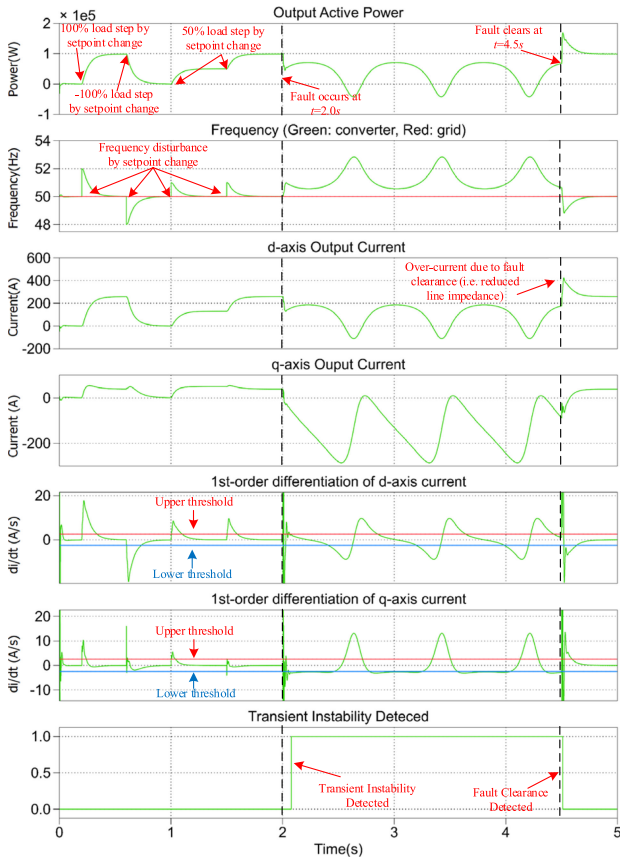 Output Active Power
× 1e5
2
1
0
-1
Power(W)
100% load step by
setpoint change
-100% load step
by setpoint change
50% load step by
setpoint change
Fault occurs at
t=2.0s
Fault clears at
t=4.5s
Frequency (Green: converter, Red: grid)
54
52
50
48
Frequency(Hz)
Frequency disturbance
by setpoint change
d-axis Output Current
600
400
200
0
-200
Current(A)
Over-current due to fault
clearance (i.e. reduced
line impedance)
q-axis Ouput Current
0
-200
Current (A)
1st-order differentiation of d-axis current
20
0
di/dt (A/s)
Upper threshold
Lower threshold
1st-order differentiation of q-axis current
20
10
0
-10
di/dt (A/s)
Upper threshold
Lower threshold
Transient Instability Deteced
1.0
0.5
0.0
Transient Instability
Detected
Fault Clearance
Detected
0 1 2 3 4 5
Time(s)